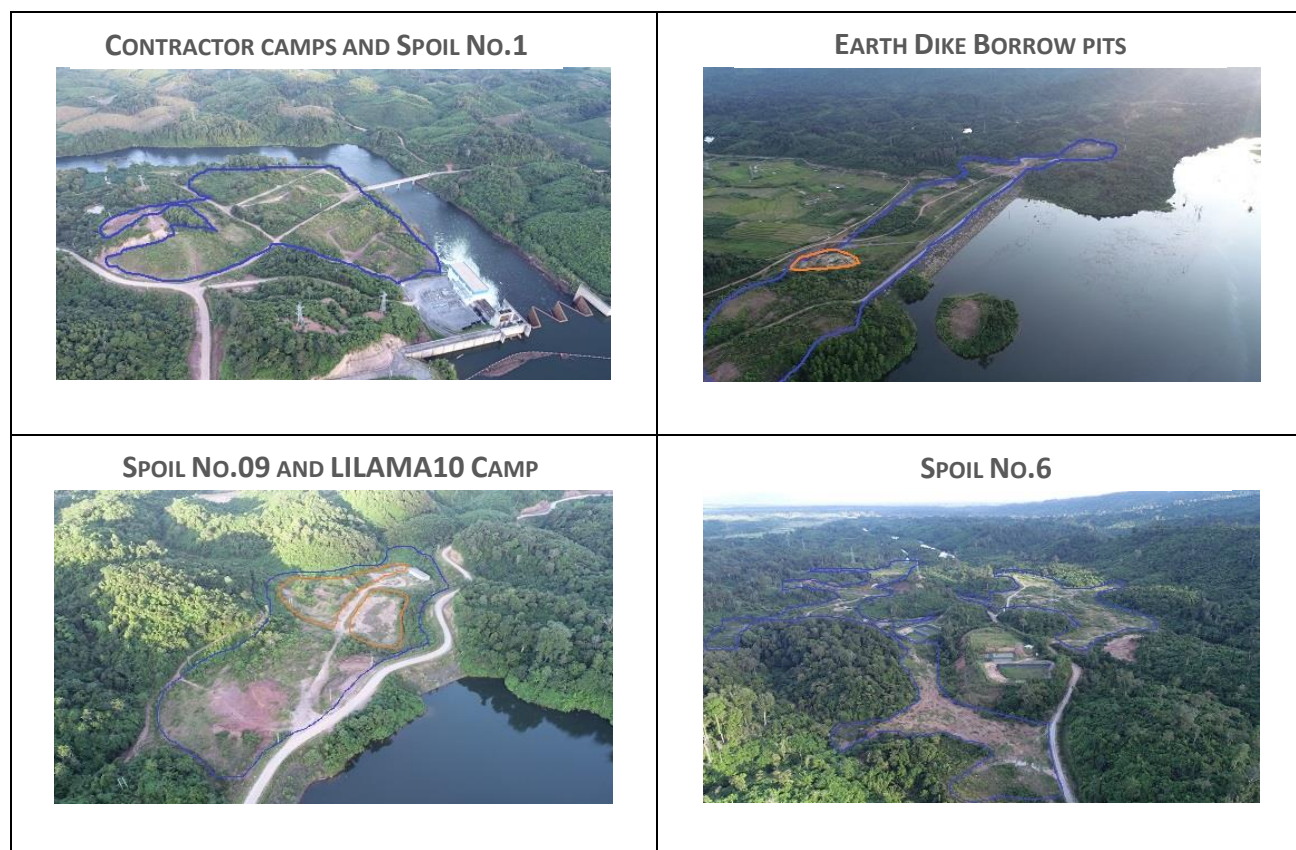 CONTRACTOR CAMPS AND SPOIL NO.1
EARTH DIKE BORROW PITS
SPOIL NO.09 AND LILAMA10 CAMP
SPOIL NO.6